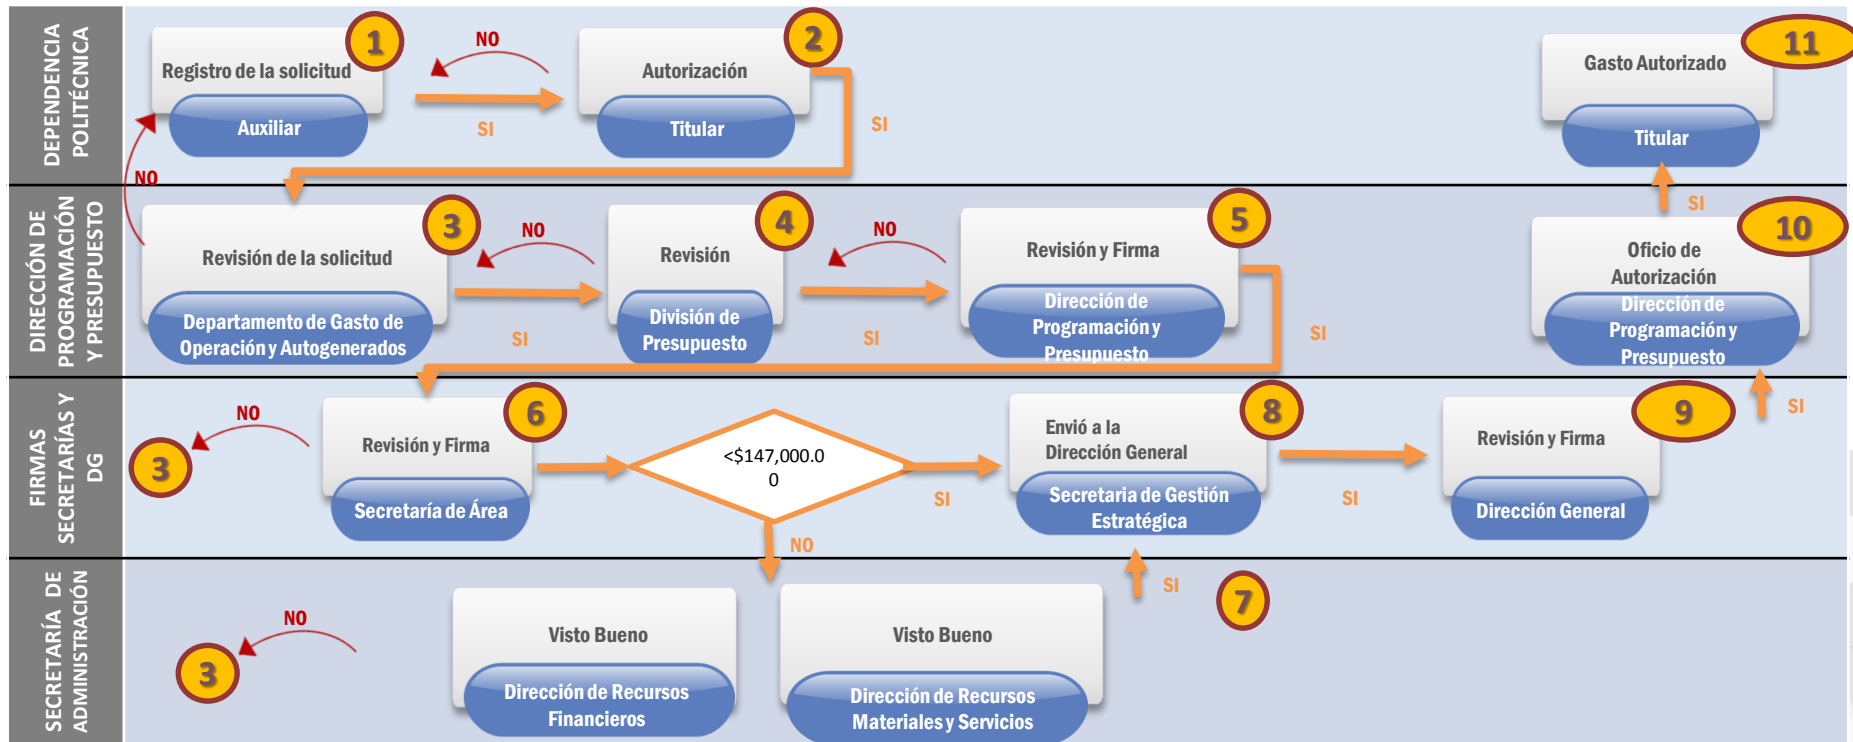 DEPENDENCIA
POLITÉCNICA
Registro de la solicitud
1
Auxiliar
NO
SI
Autorización
2
Titular
SI
Gasto Autorizado
11
Titular
NO
DIRECCIÓN DE
PROGRAMACIÓN
Y PRESUPUESTO
Revisión de la solicitud
3
Departamento de Gasto de
Operación y Autogenerados
NO
SI
Revisión
4
División de
Presupuesto
NO
SI
Revisión y Firma
5
Dirección de
Programación y
Presupuesto
SI
Oficio de
Autorización
10
Dirección de
Programación y
Presupuesto
SI
FIRMAS
SECRETARÍAS Y
DG
3
NO
Revisión y Firma
6
Secretaría de Área
<$147,000.0
0
SI
NO
Envió a la
Dirección General
8
Secretaria de Gestión
Estratégica
SI
Revisión y Firma
9
Dirección General
SI
SECRETARÍA DE
ADMINISTRACIÓN
3
NO
Visto Bueno
Dirección de Recursos
Financieros
Visto Bueno
Dirección de Recursos
Materiales y Servicios
SI
7